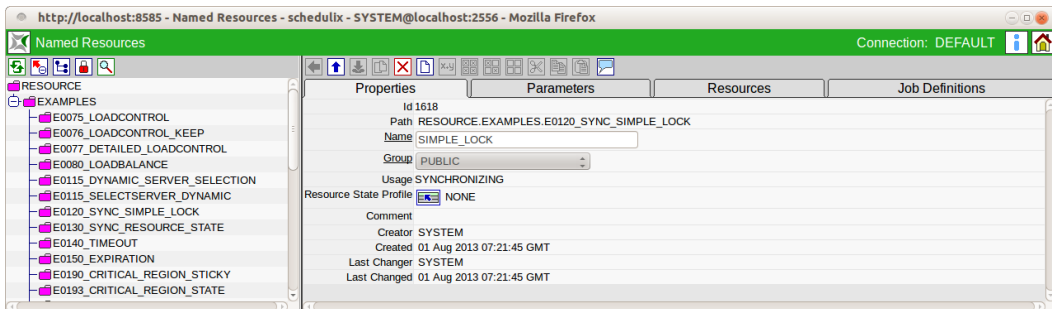 http://localhost:8585 - Named Resources - schedulix - SYSTEM@localhost:2556 - Mozilla Firefox
Named Resources
Connection: DEFAULT
RESOURCE
EXAMPLES
E0075_LOADCONTROL
E0076_LOADCONTROL_KEEP
E0077_DETAILED_LOADCONTROL
E0080_LOADBALANCE
E0115_DYNAMIC_SERVER_SELECTION
E0115_SELECTSERVER_DYNAMIC
E0120_SYNC_SIMPLE_LOCK
E0130_SYNC_RESOURCE_STATE
E0140_TIMEOUT
E0150_EXPIRATION
E0190_CRITICAL_REGION_STICKY
E0193_CRITICAL_REGION_STATE
x,y
Properties Parameters Resources Job Definitions
Id 1618
Path RESOURCE.EXAMPLES.E0120_SYNC_SIMPLE_LOCK
Name SIMPLE_LOCK
Group PUBLIC
Usage SYNCHRONIZING
Resource State Profile NONE
Comment
Creator SYSTEM
Created 01 Aug 2013 07:21:45 GMT
Last Changer SYSTEM
Last Changed 01 Aug 2013 07:21:45 GMT